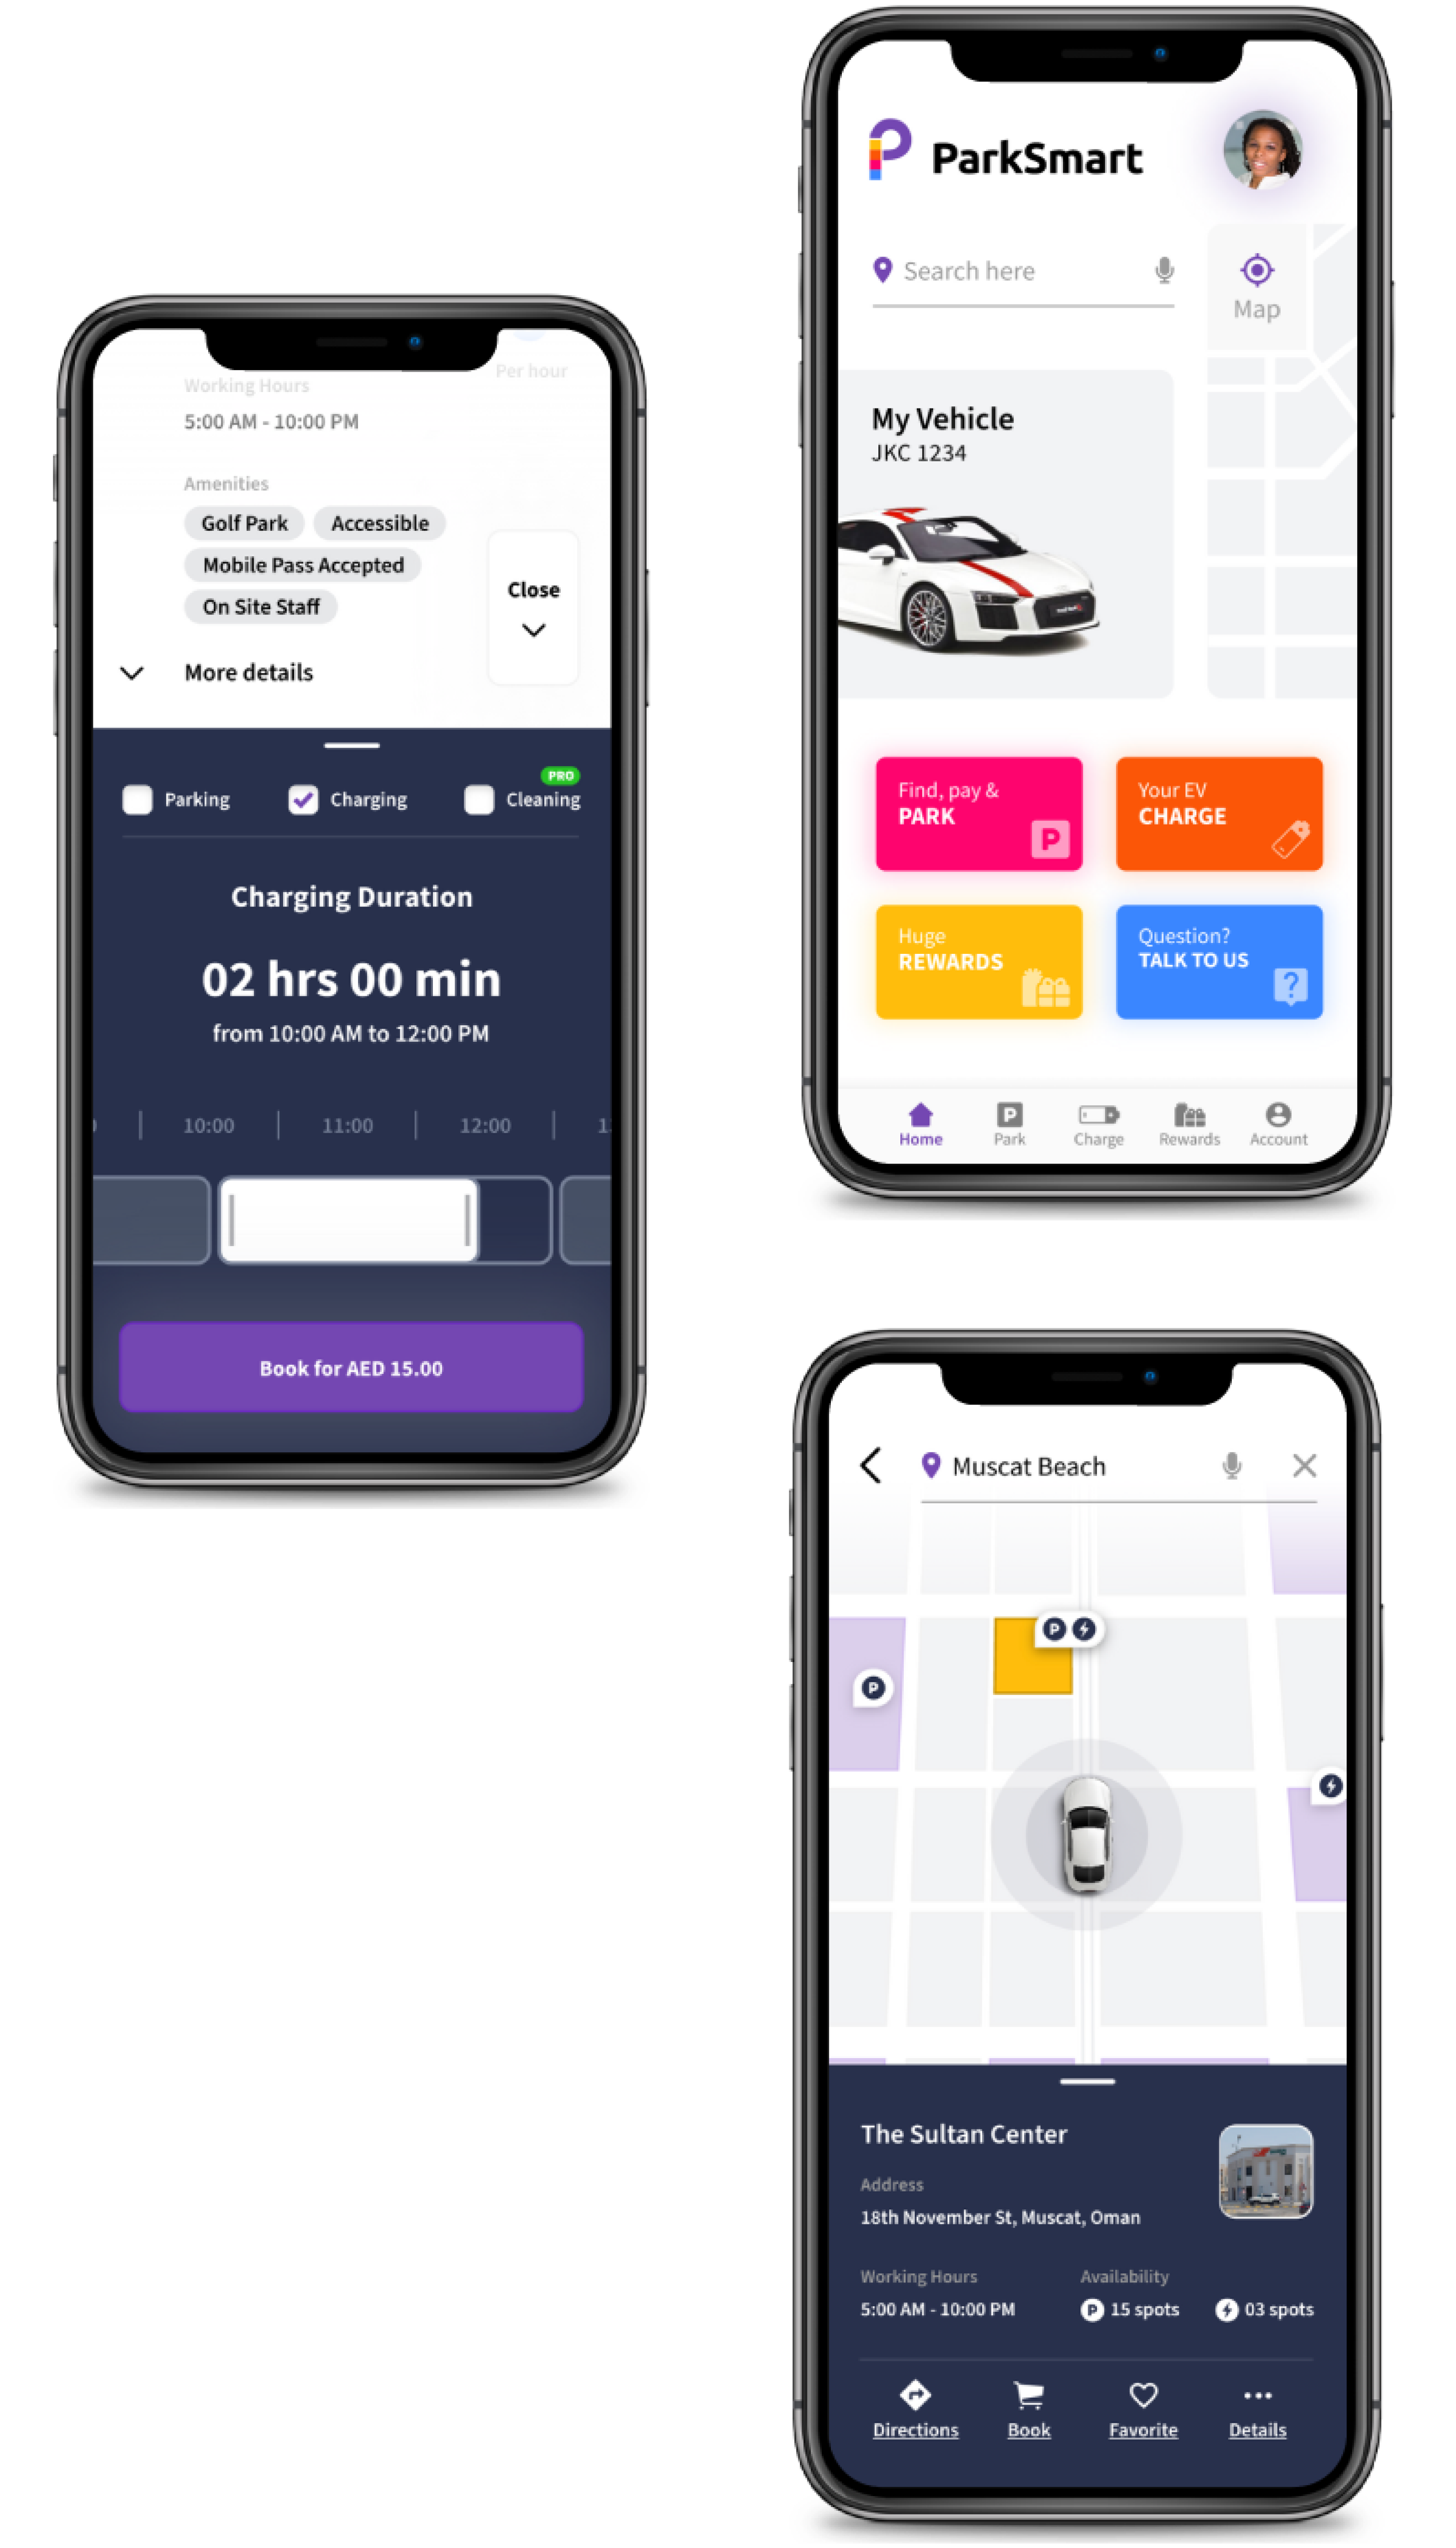 Per hour
Working Hours
5:00 AM - 10:00 PM
Amenities
Golf Park
Accessible
Mobile Pass Accepted
On Site Staff
Close
More details
PRO
Parking
Charging
Cleaning
Charging Duration
02 hrs 00 min
from 10:00 AM to 12:00 PM
10:00
11:00
12:00
Book for AED 15.00
ParkSmart
Search here
Map
My Vehicle
JKC 1234
Find, pay &
PARK
P
Your EV
CHARGE
Huge
REWARDS
Question?
TALK TO US
?
P
Home
Park
Charge
Rewards
Account
Muscat Beach
P
P
The Sultan Center
Address
18th November St, Muscat, Oman
Working Hours
Availability
5:00 AM - 10:00 PM
P 15 spots
03 spots
Directions
Book
Favorite
Details